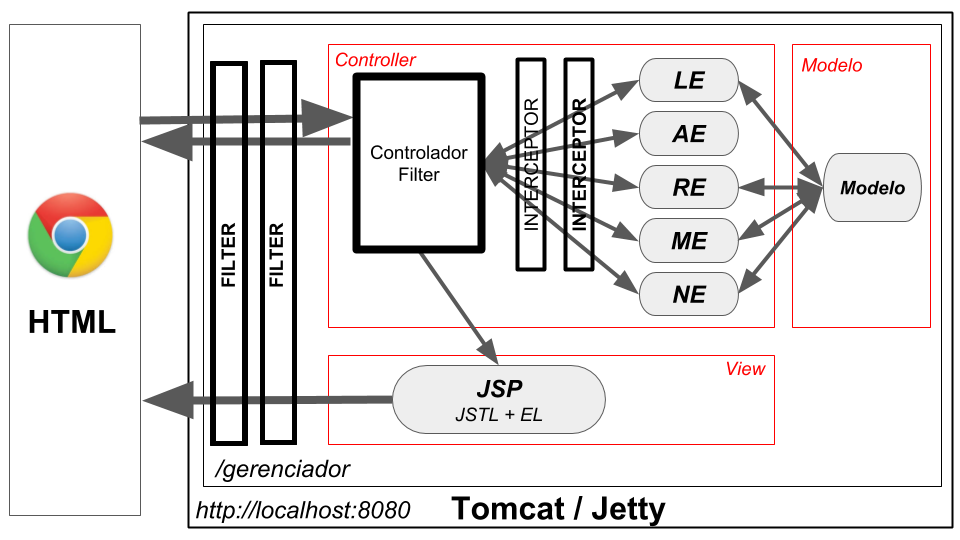 HTML
FILTER
FILTER
Controller
Controlador
Filter
INTERCEPTOR
INTERCEPTOR
LE
AE
RE
ME
NE
Modelo
Modelo
View
JSP
JSTL + EL
/gerenciador
http://localhost:8080
Tomcat / Jetty